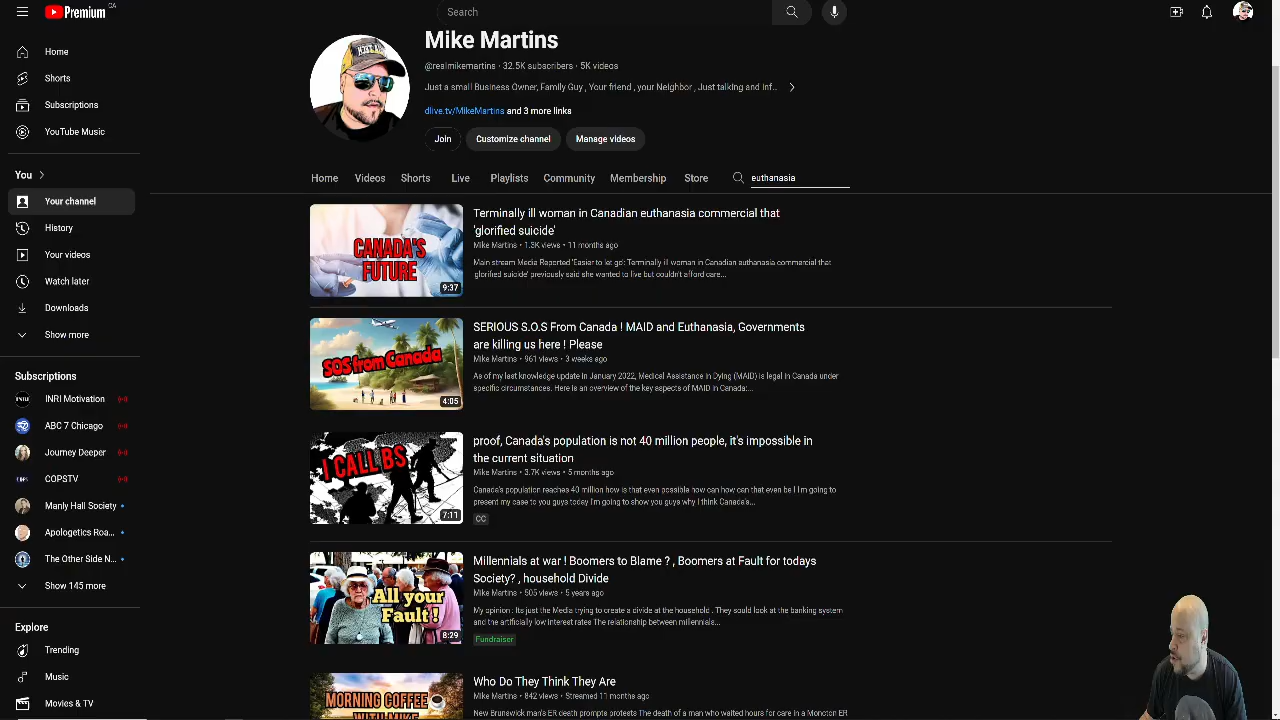 Premium CA
Search
Home
Shorts
Subscriptions
YouTube Music
You
Your channel
History
Your videos
Watch later
Downloads
Show more
Subscriptions
INRI Motivation
ABC 7 Chicago
Journey Deeper
COPSTV
Manly Hall Society
Apologetics Roa...
The Other Side N...
Show 145 more
Explore
Trending
Music
Movies & TV
Mike Martins
@realmikemartins · 32.5K subscribers · 5K videos
Just a small Business Owner, Family Guy , Your friend , your Neighbor , Just talking and Inf...
dlive.tv/MikeMartins and 3 more links
Join Customize channel Manage videos
Home Videos Shorts Live Playlists Community Membership Store euthanasia
CANADA'S
FUTURE
9:37
Terminally ill woman in Canadian euthanasia commercial that
'glorified suicide'
Mike Martins • 1.3K views • 11 months ago
Main stream Media Reported 'Easier to let go': Terminally ill woman in Canadian euthanasia commercial that
'glorified suicide' previously said she wanted to live but couldn't afford care...
SOS from Canada
4:05
SERIOUS S.O.S From Canada ! MAID and Euthanasia, Governments
are killing us here ! Please
Mike Martins • 961 views • 3 weeks ago
As of my last knowledge update in January 2022, Medical Assistance in Dying (MAID) is legal in Canada under
specific circumstances. Here is an overview of the key aspects of MAID in Canada:...
I CALL BS
7:11
proof, Canada's population is not 40 million people, it's impossible in
the current situation
Mike Martins • 3.7K views • 5 months ago
Canada's population reaches 40 million how is that even possible how can how can that even be ! I'm going to
present my case to you guys today I'm going to show you guys why I think Canada's...
CC
All your
Fault !
8:29
Millennials at war ! Boomers to Blame ? , Boomers at Fault for todays
Society? , household Divide
Mike Martins • 505 views • 5 years ago
My opinion : Its just the Media trying to create a divide at the household . They sould look at the banking system
and the artificially low interest rates The relationship between millennials...
Fundraiser
MORNING COFFEE
WITH MIKE
Who Do They Think They Are
Mike Martins • 842 views • Streamed 11 months ago
New Brunswick man's ER death prompts protests The death of a man who waited hours for care in a Moncton ER